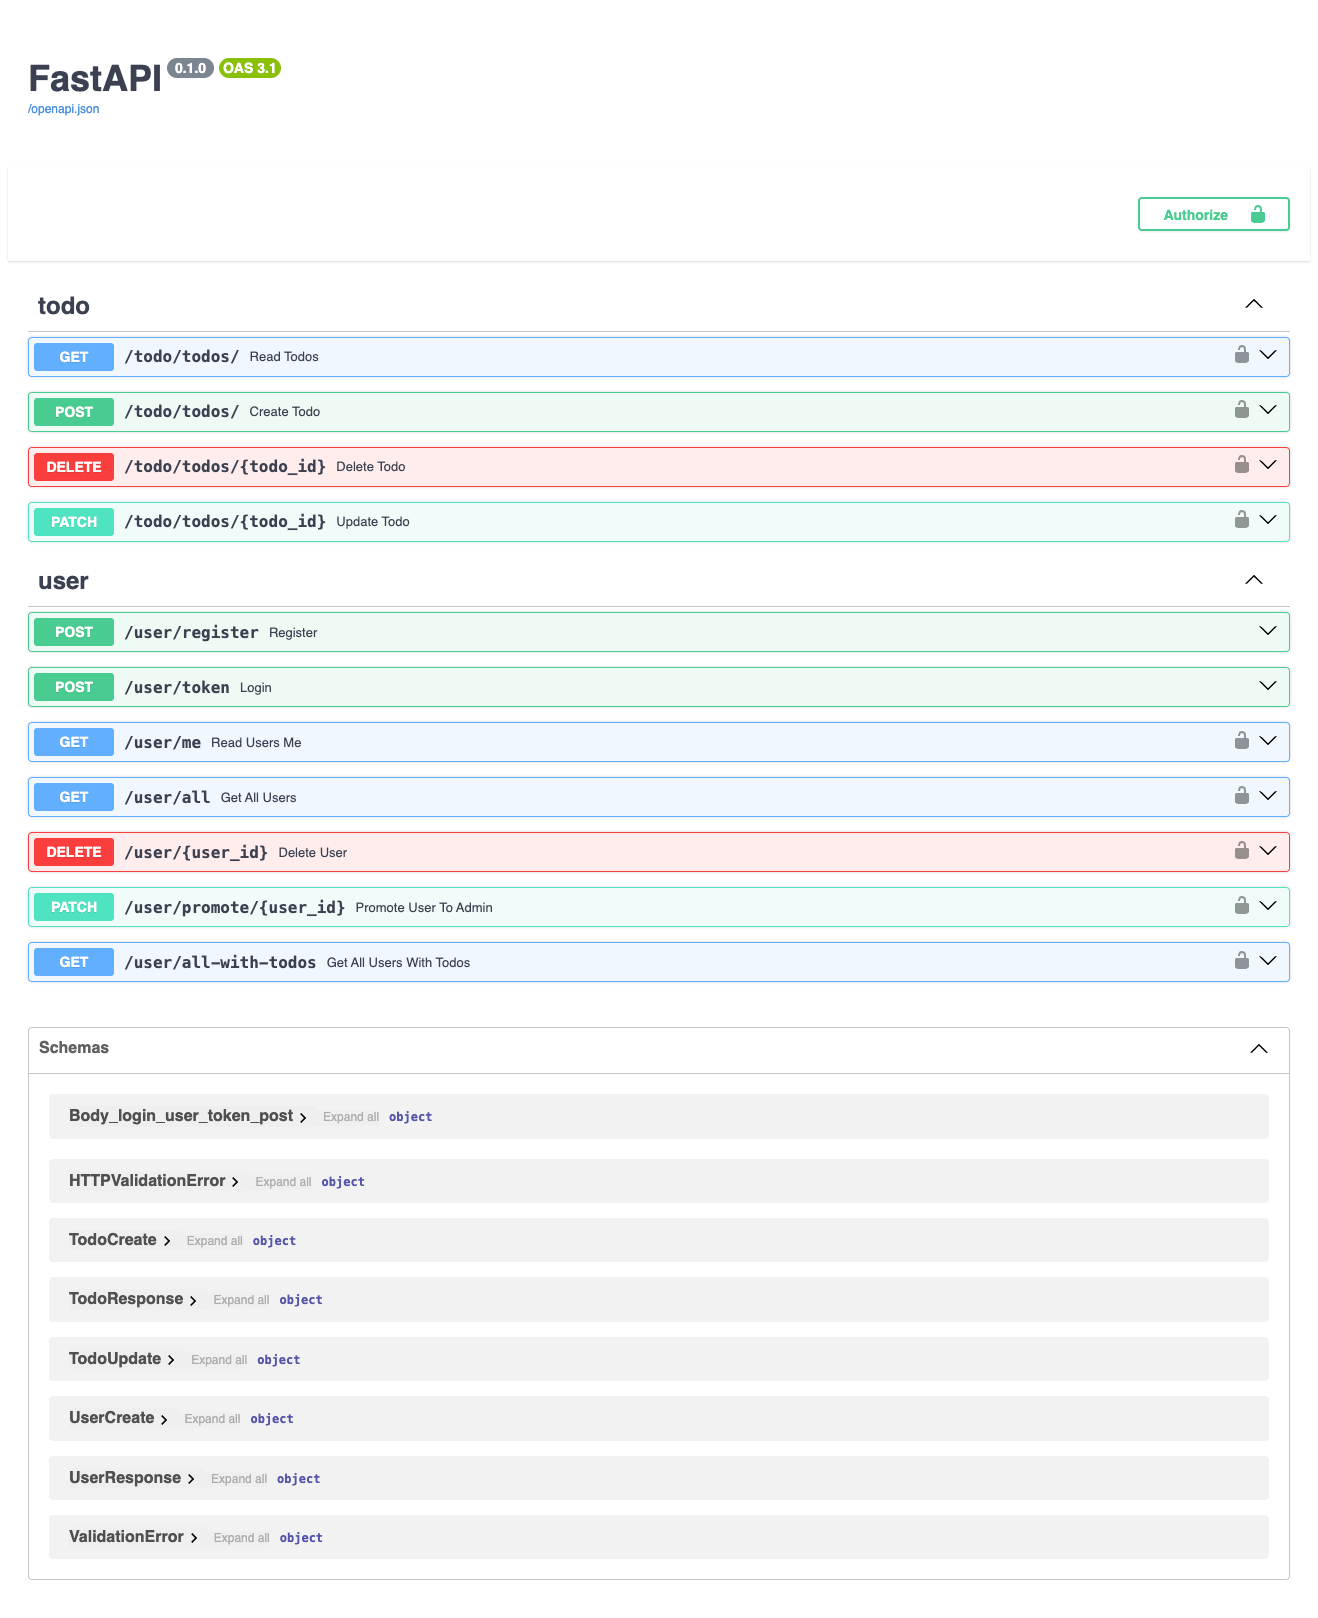 FastAPI 0.1.0 OAS 3.1
/openapi.json
Authorize
todo
GET /todo/todos/ Read Todos
POST /todo/todos/ Create Todo
DELETE /todo/todos/{todo_id} Delete Todo
PATCH /todo/todos/{todo_id} Update Todo
user
POST /user/register Register
POST /user/token Login
GET /user/me Read Users Me
GET /user/all Get All Users
DELETE /user/{user_id} Delete User
PATCH /user/promote/{user_id} Promote User To Admin
GET /user/all-with-todos Get All Users With Todos
Schemas
Body_login_user_token_post Expand all object
HTTPValidationError Expand all object
TodoCreate Expand all object
TodoResponse Expand all object
TodoUpdate Expand all object
UserCreate Expand all object
UserResponse Expand all object
ValidationError Expand all object